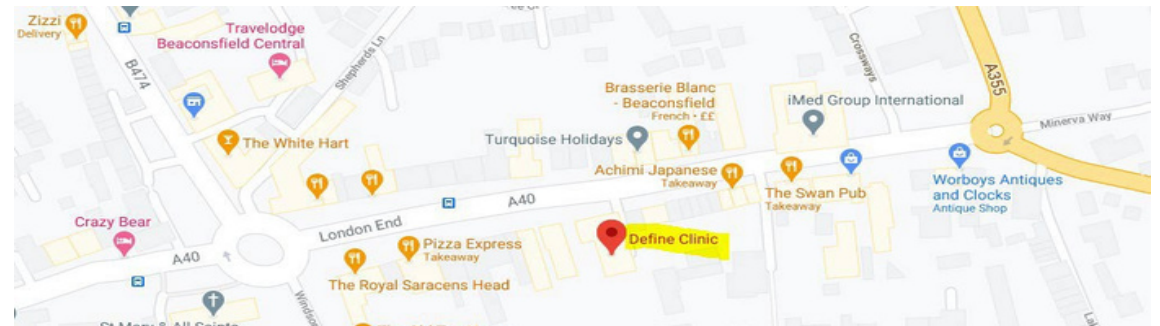 Zizzi
Delivery
B474
Travelodge
Beaconsfield Central
Shepherds Ln
The White Hart
Crazy Bear
A40
London End
A40
Pizza Express
Takeaway
The Royal Saracens Head
Turquoise Holidays
Brasserie Blanc
- Beaconsfield
French • ££
Achimi Japanese
Takeaway
Define Clinic
iMed Group International
Crossways
A355
Minerva Way
The Swan Pub
Takeaway
Worboys Antiques
and Clocks
Antique Shop